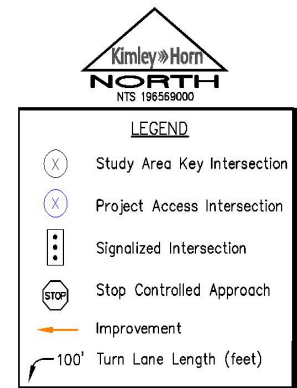 Kimley»Horn
NORTH
NTS 196569000
LEGEND
X Study Area Key Intersection
X Project Access Intersection
Signalized Intersection
STOP Stop Controlled Approach
Improvement
100' Turn Lane Length (feet)